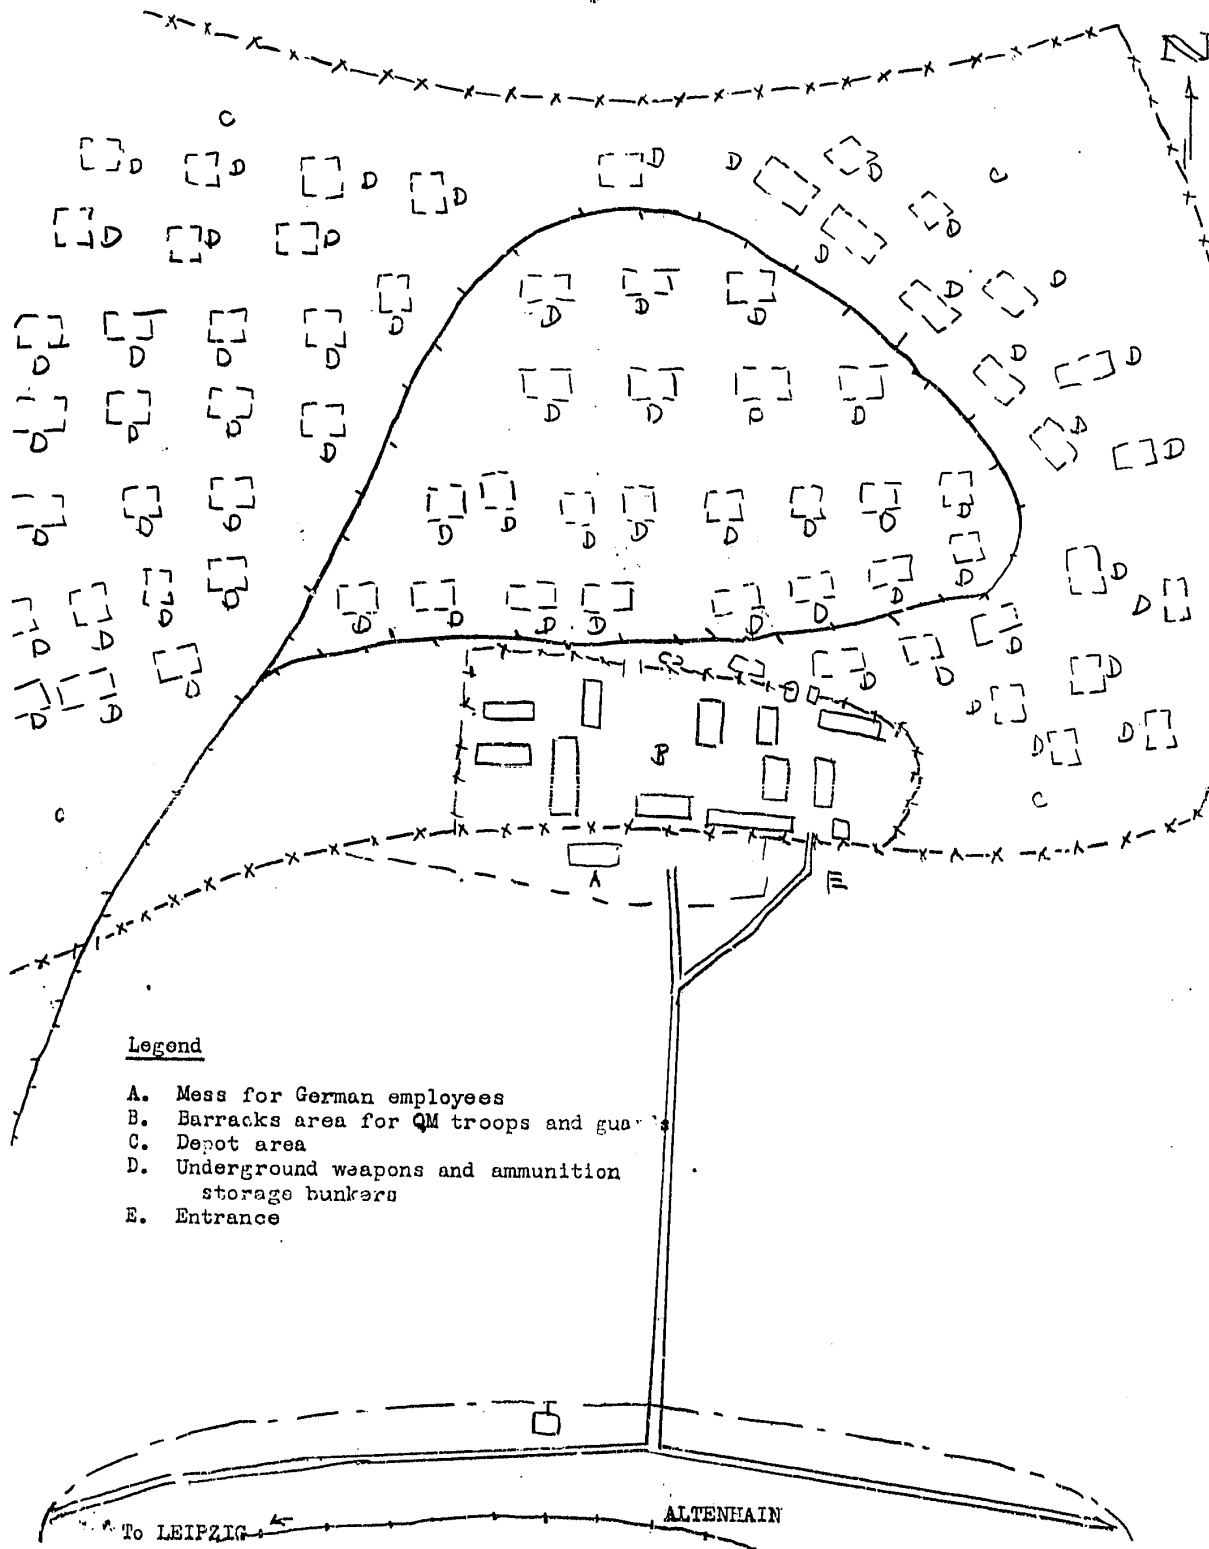 N
C
D D D D D D D C
D D D D D
D D
D D D D
D D D D D D
D D D D
D D D D D D
D D D D D D D D D D D
D D D D
D D D D D D D D D D
D
D D D D D D
D D D
B D D
C C
A E
Legend
A. Mess for German employees
B. Barracks area for QM troops and
C. Depot area
D. Underground weapons and ammunition
storage bunkers
E. Entrance
ALTENHAIN
To LEIPZIG